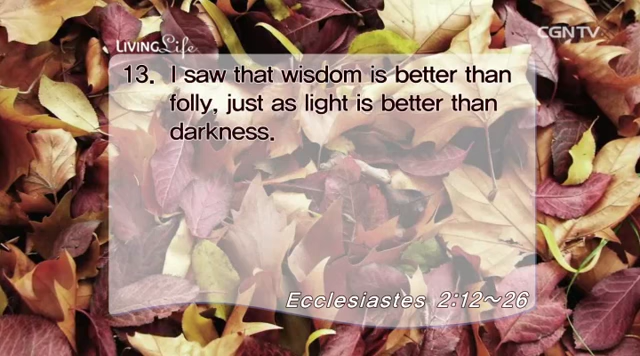 LIVING Life
CGNTV
13. I saw that wisdom is better than
folly, just as light is better than
darkness.
Ecclesiastes 2:12~26